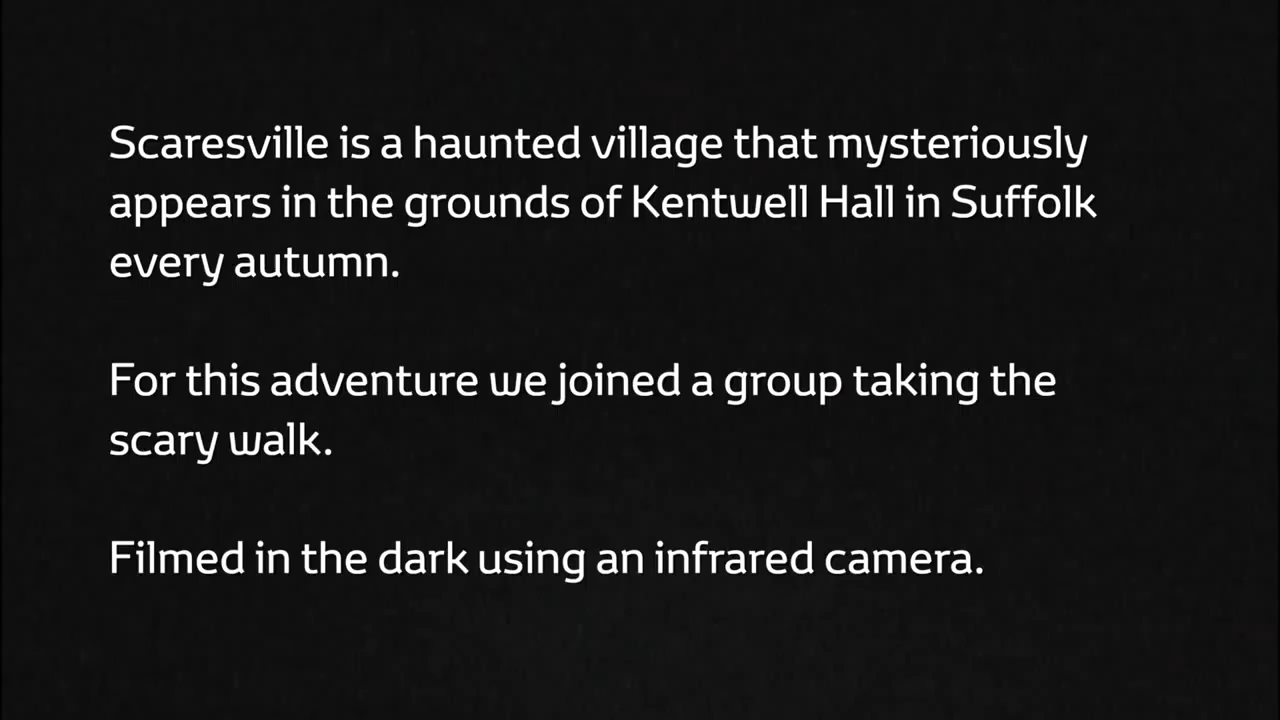 Scaresville is a haunted village that mysteriously
appears in the grounds of Kentwell Hall in Suffolk
every autumn.
For this adventure we joined a group taking the
scary walk.
Filmed in the dark using an infrared camera.